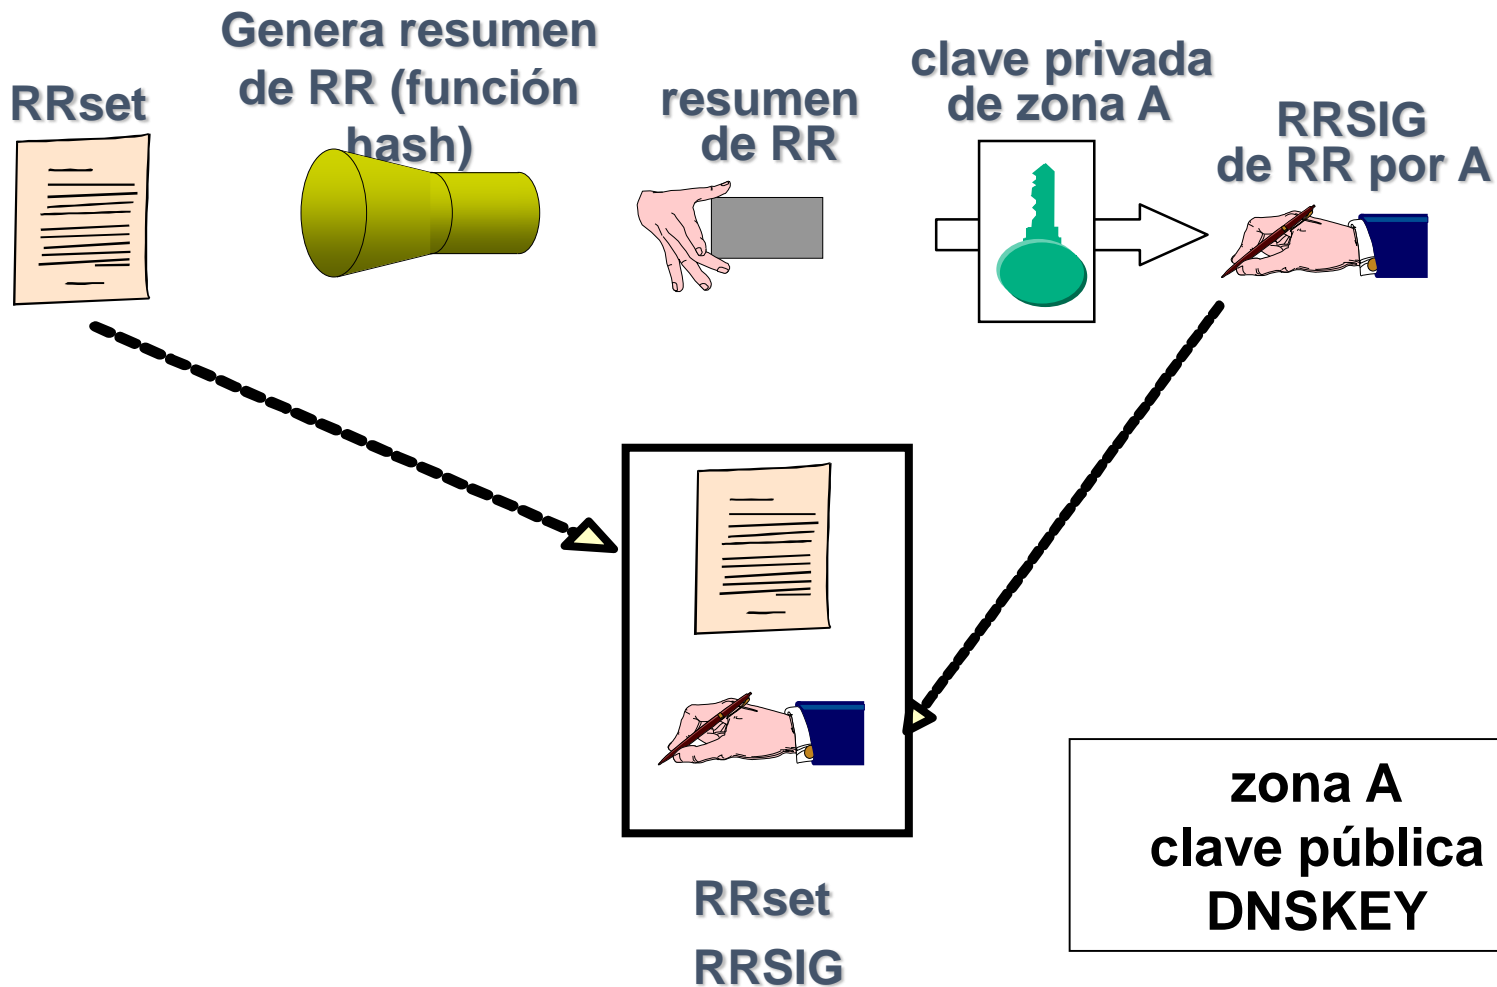 RRset
Genera resumen
de RR (función
hash)
resumen
de RR
clave privada
de zona A
RRSIG
de RR por A
zona A
clave pública
DNSKEY
RRset
RRSIG